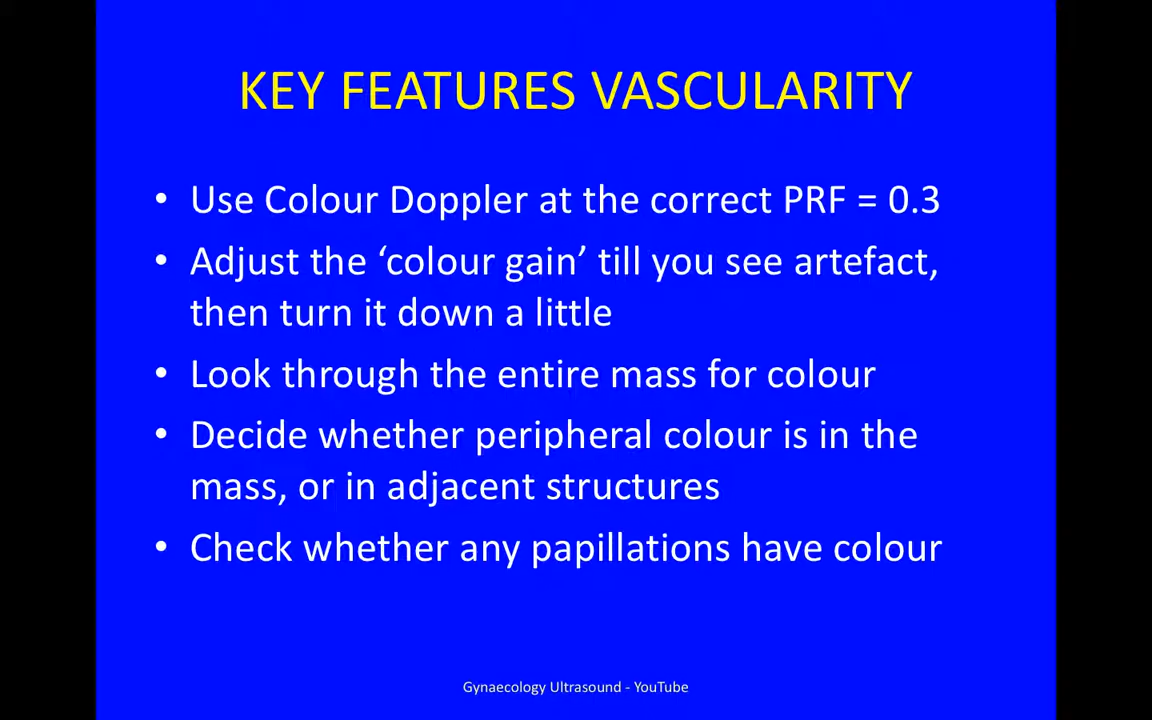 KEY FEATURES VASCULARITY
• Use Colour Doppler at the correct PRF = 0.3
• Adjust the ‘colour gain’ till you see artefact,
then turn it down a little
• Look through the entire mass for colour
• Decide whether peripheral colour is in the
mass, or in adjacent structures
• Check whether any papillations have colour
Gynaecology Ultrasound - YouTube